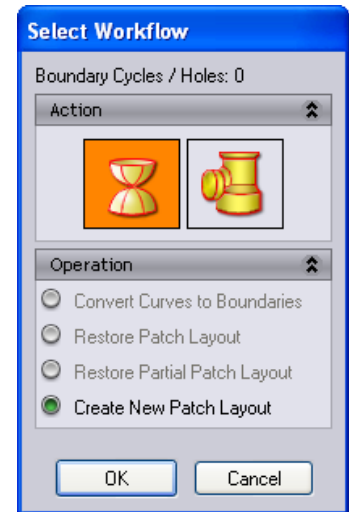 Select Workflow
Boundary Cycles / Holes: 0
Action
Operation
Convert Curves to Boundaries
Restore Patch Layout
Restore Partial Patch Layout
Create New Patch Layout
OK Cancel